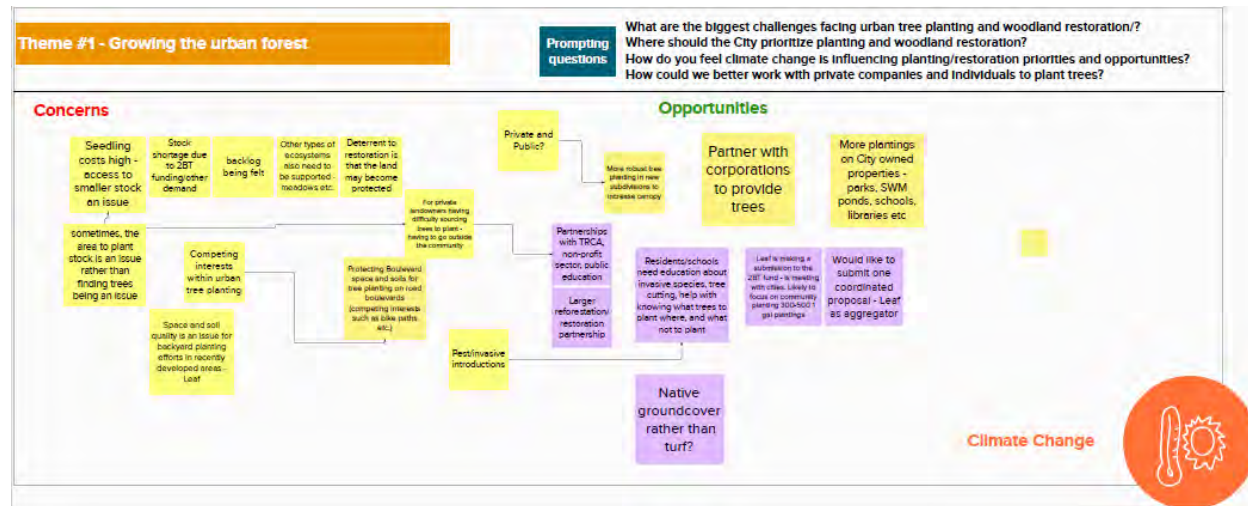 Theme #1 - Growing the urban forest
Prompting
questions
What are the biggest challenges facing urban tree planting and woodland restoration/?
Where should the City prioritize planting and woodland restoration?
How do you feel climate change is influencing planting/restoration priorities and opportunities?
How could we better work with private companies and individuals to plant trees?
Concerns
Opportunities
Seedling
costs high -
access to
smaller stock
an issue
Stock
shortage due
to 2BT
funding/other
demand
backlog
being felt
Other types of
ecosystems
also need to
be supported -
meadows etc.
Deterrent to
restoration is
that the land
may become
protected
Private and
Public?
More robust tree
planting in new
subdivisions to
increase canopy
Partner with
corporations
to provide
trees
More plantings
on City owned
properties -
parks, SWM
ponds, schools,
libraries etc
sometimes, the
area to plant
stock is an issue
rather than
finding trees
being an issue
Competing
interests
within urban
tree planting
For private
landowners having
difficulty sourcing
trees to plant -
having to go outside
the community
Protecting Boulevard
space and soils for
tree planting on road
boulevards
(competing interests
such as bike paths
etc.)
Space and soil
quality is an issue for
backyard planting
efforts in recently
developed areas -
Leaf
Pest/invasive
introductions
Partnerships
with TRCA,
non-profit
sector, public
education
Larger
reforestation/
restoration
partnership
Residents/schools
need education about
invasive species, tree
cutting, help with
knowing what trees to
plant where, and what
not to plant
Leaf is making a
submission to the
2BT fund - is meeting
with cities. Likely to
focus on community
planting 300-500 1
gal plantings
Would like to
submit one
coordinated
proposal - Leaf
as aggregator
Native
groundcover
rather than
turf?
Climate Change